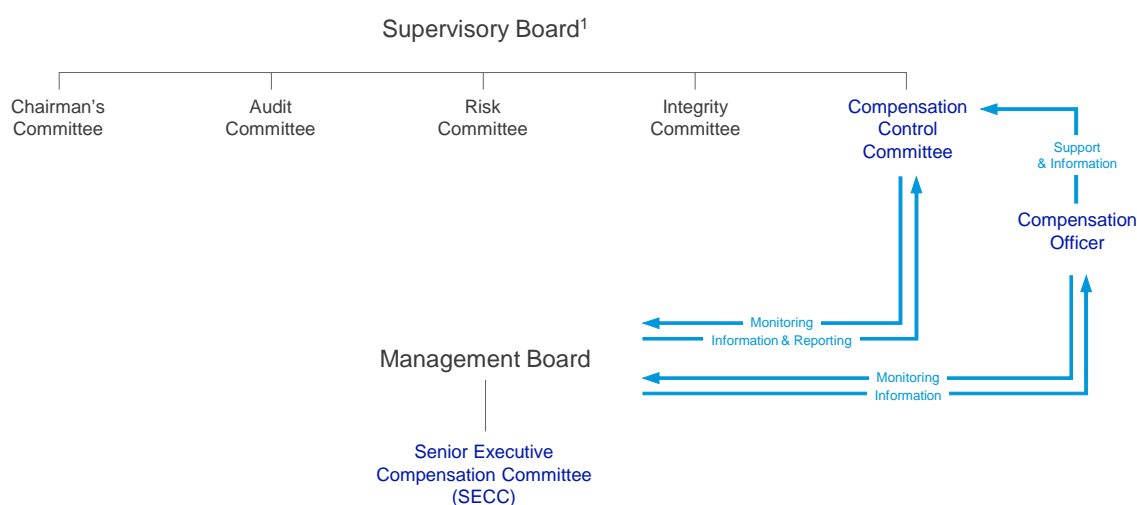 Supervisory Board¹
Chairman's
Committee
Audit
Committee
Risk
Committee
Integrity
Committee
Compensation
Control
Committee
Support
& Information
Compensation
Officer
Monitoring
Information & Reporting
Management Board
Monitoring
Information
Senior Executive
Compensation Committee
(SECC)